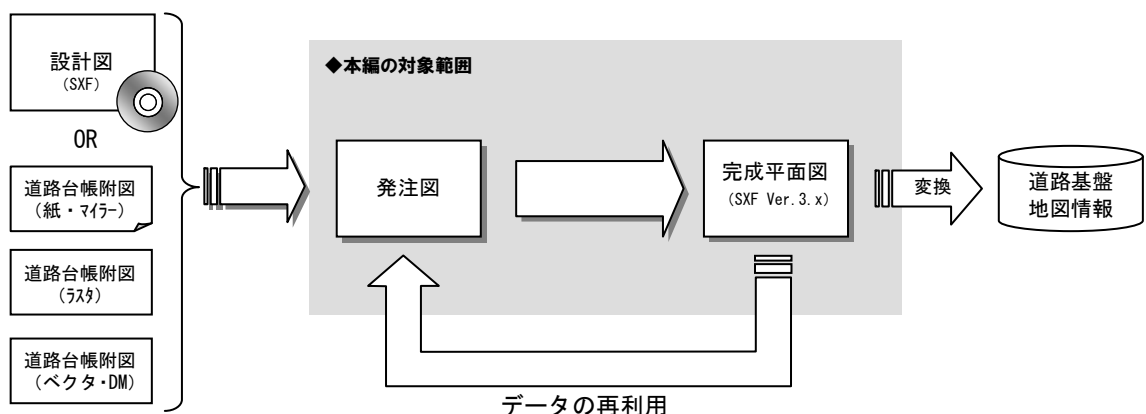 設計図
(SXF)
OR
道路台帳附図
(紙・マイラー)
道路台帳附図
(ラスタ)
道路台帳附図
(ベクタ・DM)
◆本編の対象範囲
発注図
完成平面図
(SXF Ver.3.x)
変換
道路基盤
地図情報
データの再利用